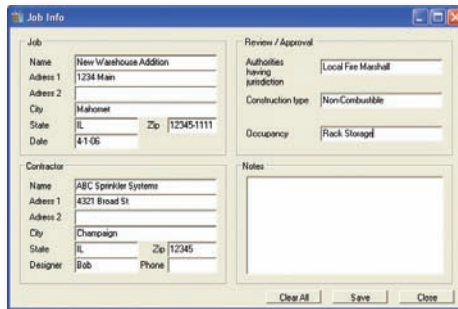 Job Info
Job
Name New Warehouse Addition
Adress 1 1234 Main
Adress 2
City Mahomet
State IL Zip 12345-1111
Date 4-1-06
Contractor
Name ABC Sprinkler Systems
Adress 1 4321 Broad St
Adress 2
City Champaign
State IL Zip 12345
Designer Bob Phone
Review / Approval
Authorities
having
jurisdiction Local Fire Marshall
Construction type Non-Combustible
Occupancy Rack Storage
Notes
Clear All Save Close